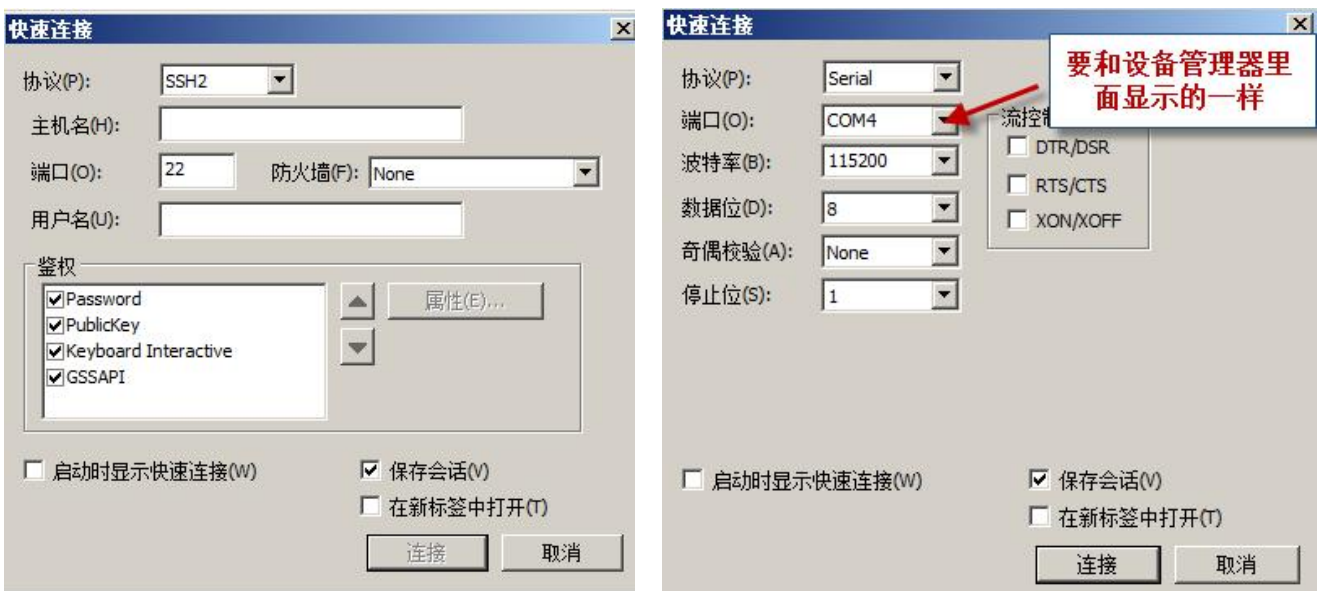 快速连接
协议(P): SSH2
主机名(H):
端口(O): 22 防火墙(F): None
用户名(U):
鉴权
Password
PublicKey
Keyboard Interactive
GSSAPI
属性(E)...
启动时显示快速连接(W)
保存会话(V)
在新标签中打开(T)
连接 取消
快速连接
要和设备管理器里
面显示的一样
协议(P): Serial
端口(O): COM4
波特率(B): 115200
数据位(D): 8
奇偶校验(A): None
停止位(S): 1
流控
DTR/DSR
RTS/CTS
XON/XOFF
启动时显示快速连接(W)
保存会话(V)
在新标签中打开(T)
连接 取消